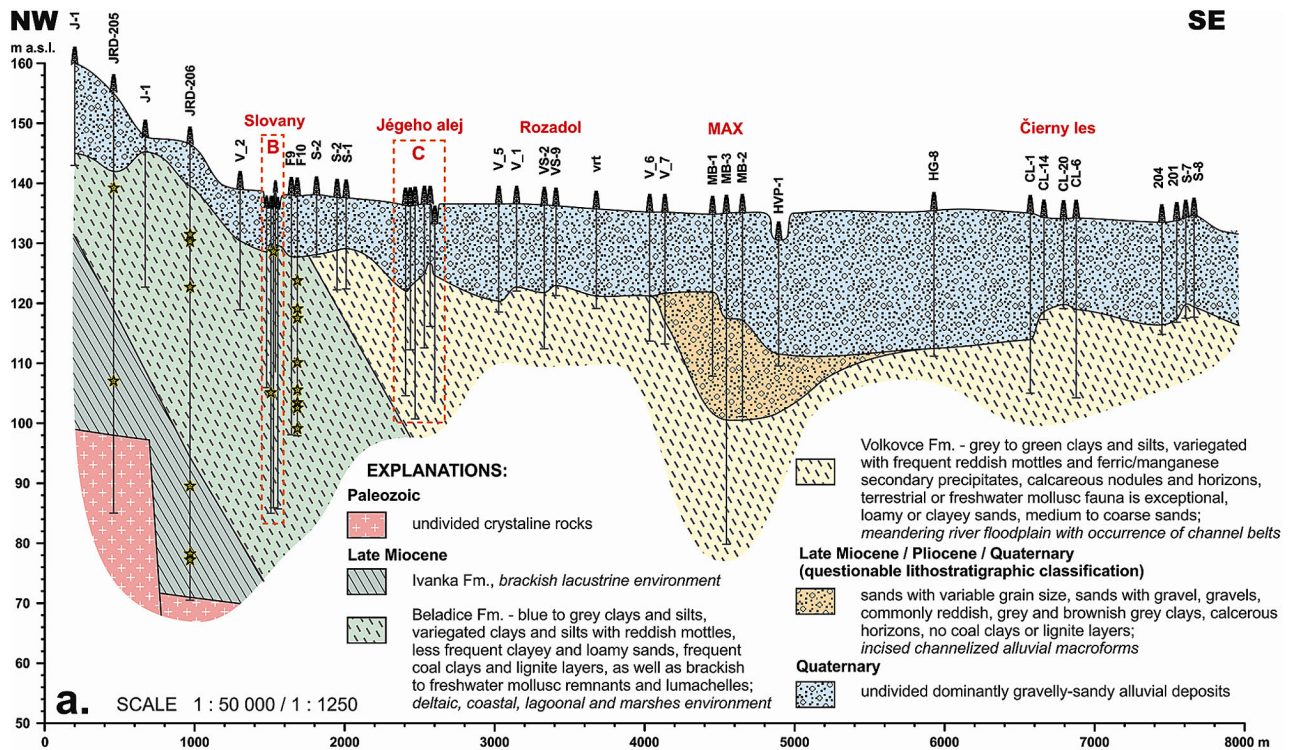 NW
SE
m a.s.l.
J-1
JRD-205
J-1
JRD-206
V_2
Slovany
B
F9
F10
S-2
S-2
S-1
Jégeho alej
C
Rozadol
V_5
V_1
VS-2
VS-9
vrt
V_6
V_7
MAX
MB-1
MB-3
MB-2
HVP-1
HG-8
Čierny les
CL-1
CL-14
CL-20
CL-6
204
201
S-7
S-8
160
150
140
130
120
110
100
90
80
70
60
50
EXPLANATIONS:
Paleozoic
undivided crystaline rocks
Late Miocene
Ivanka Fm., brackish lacustrine environment
Beladice Fm. - blue to grey clays and silts,
variegated clays and silts with reddish mottles,
less frequent clayey and loamy sands, frequent
coal clays and lignite layers, as well as brackish
to freshwater mollusc remnants and lumachelles;
deltaic, coastal, lagoonal and marshes environment
Volkovce Fm. - grey to green clays and silts, variegated
with frequent reddish mottles and ferric/manganese
secondary precipitates, calcareous nodules and horizons,
terrestrial or freshwater mollusc fauna is exceptional,
loamy or clayey sands, medium to coarse sands;
meandering river floodplain with occurrence of channel belts
Late Miocene / Pliocene / Quaternary
(questionable lithostratigraphic classification)
sands with variable grain size, sands with gravel, gravels,
commonly reddish, grey and brownish grey clays, calcerous
horizons, no coal clays or lignite layers;
incised channelized alluvial macroforms
Quaternary
undivided dominantly gravelly-sandy alluvial deposits
a.
SCALE 1 : 50 000 / 1 : 1250
0
1000
2000
3000
4000
5000
6000
7000
8000 m